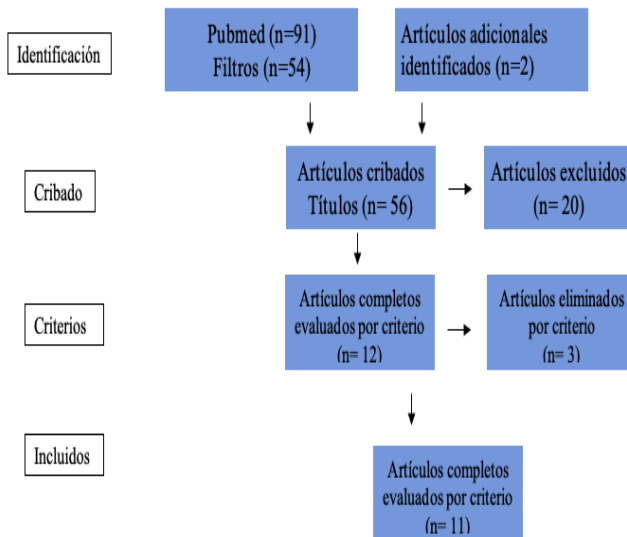 Identificación
Pubmed (n=91)
Filtros (n=54)
Artículos adicionales
identificados (n=2)
Cribado
Artículos cribados
Títulos (n= 56)
Artículos excluidos
(n= 20)
Criterios
Artículos completos
evaluados por criterio
(n= 12)
Artículos eliminados
por criterio
(n= 3)
Incluidos
Artículos completos
evaluados por criterio
(n= 11)